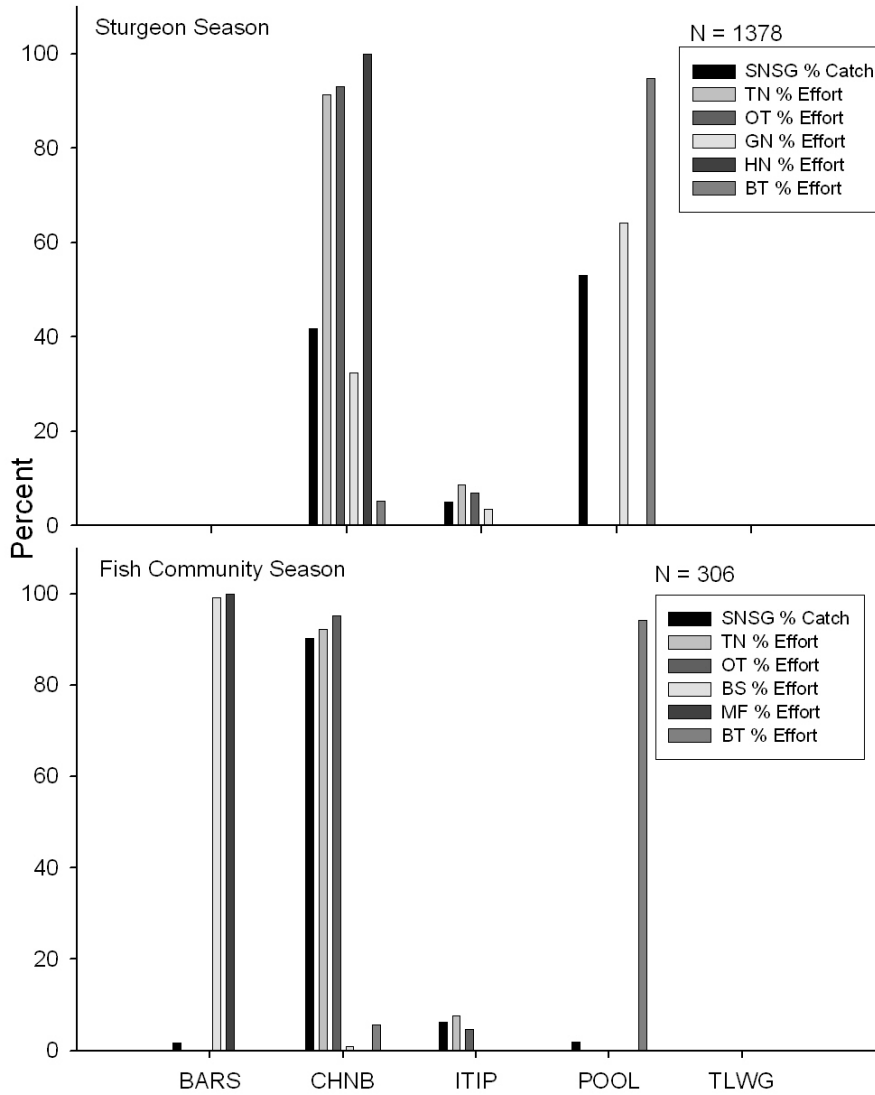 Sturgeon Season
N = 1378
SNSG % Catch
TN % Effort
OT % Effort
GN % Effort
HN % Effort
BT % Effort
100
80
60
40
20
0
Percent
Fish Community Season
N = 306
SNSG % Catch
TN % Effort
OT % Effort
BS % Effort
MF % Effort
BT % Effort
100
80
60
40
20
0
BARS CHNB ITIP POOL TLWG